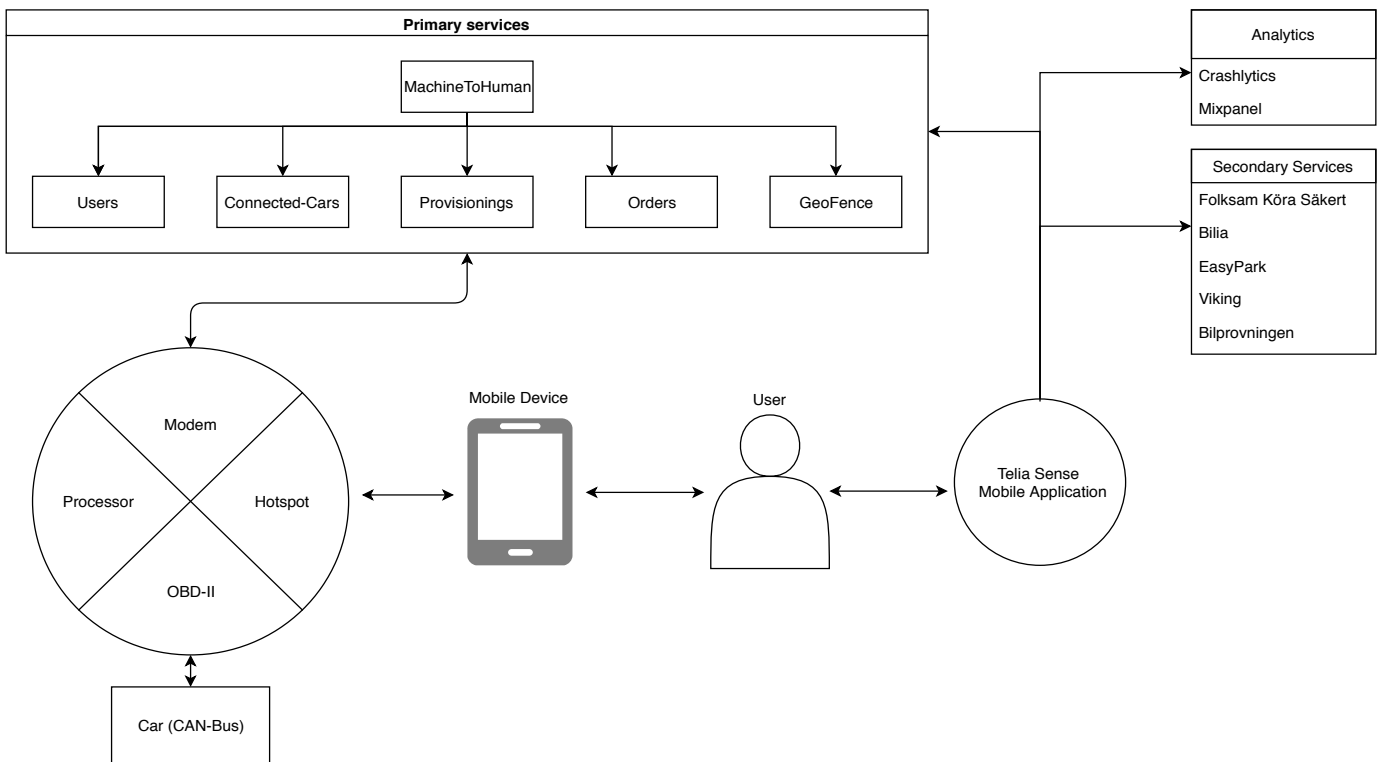 Primary services
MachineToHuman
Users
Connected-Cars
Provisionings
Orders
GeoFence
Analytics
Crashlytics
Mixpanel
Secondary Services
Folksam Köra Säkert
Bilia
EasyPark
Viking
Bilprovningen
Modem
Processor
Hotspot
OBD-II
Mobile Device
User
Telia Sense
Mobile Application
Car (CAN-Bus)